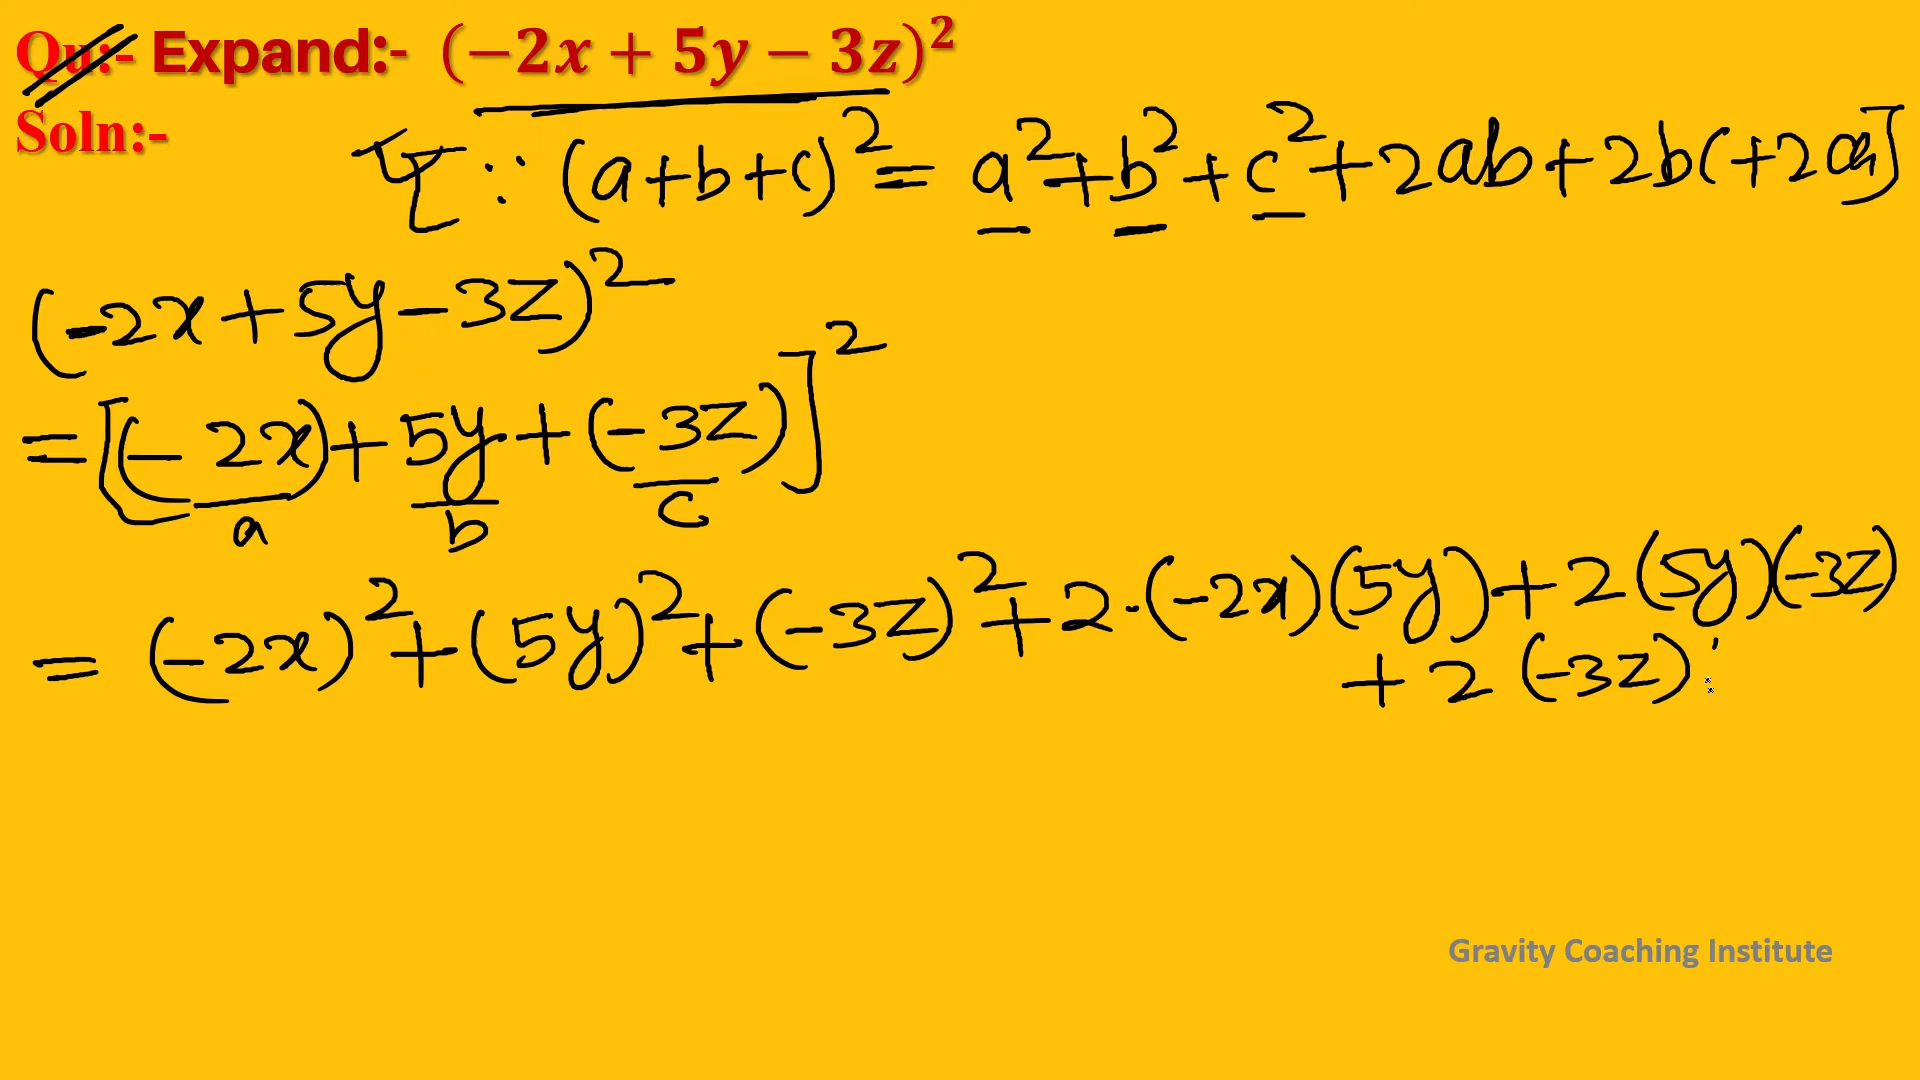 Qu:- Expand:- (−2x + 5y − 3z)²
Soln:-
∵ (a+b+c)² = a²+b²+c²+2ab+2bc+2ca]
(-2x+5y-3z)²
= [(-2x)+5y+(-3z)]²
a b c
= (-2x)²+(5y)²+(-3z)²+2·(-2x)(5y)+2(5y)(-3z)
+2(-3z)
Gravity Coaching Institute